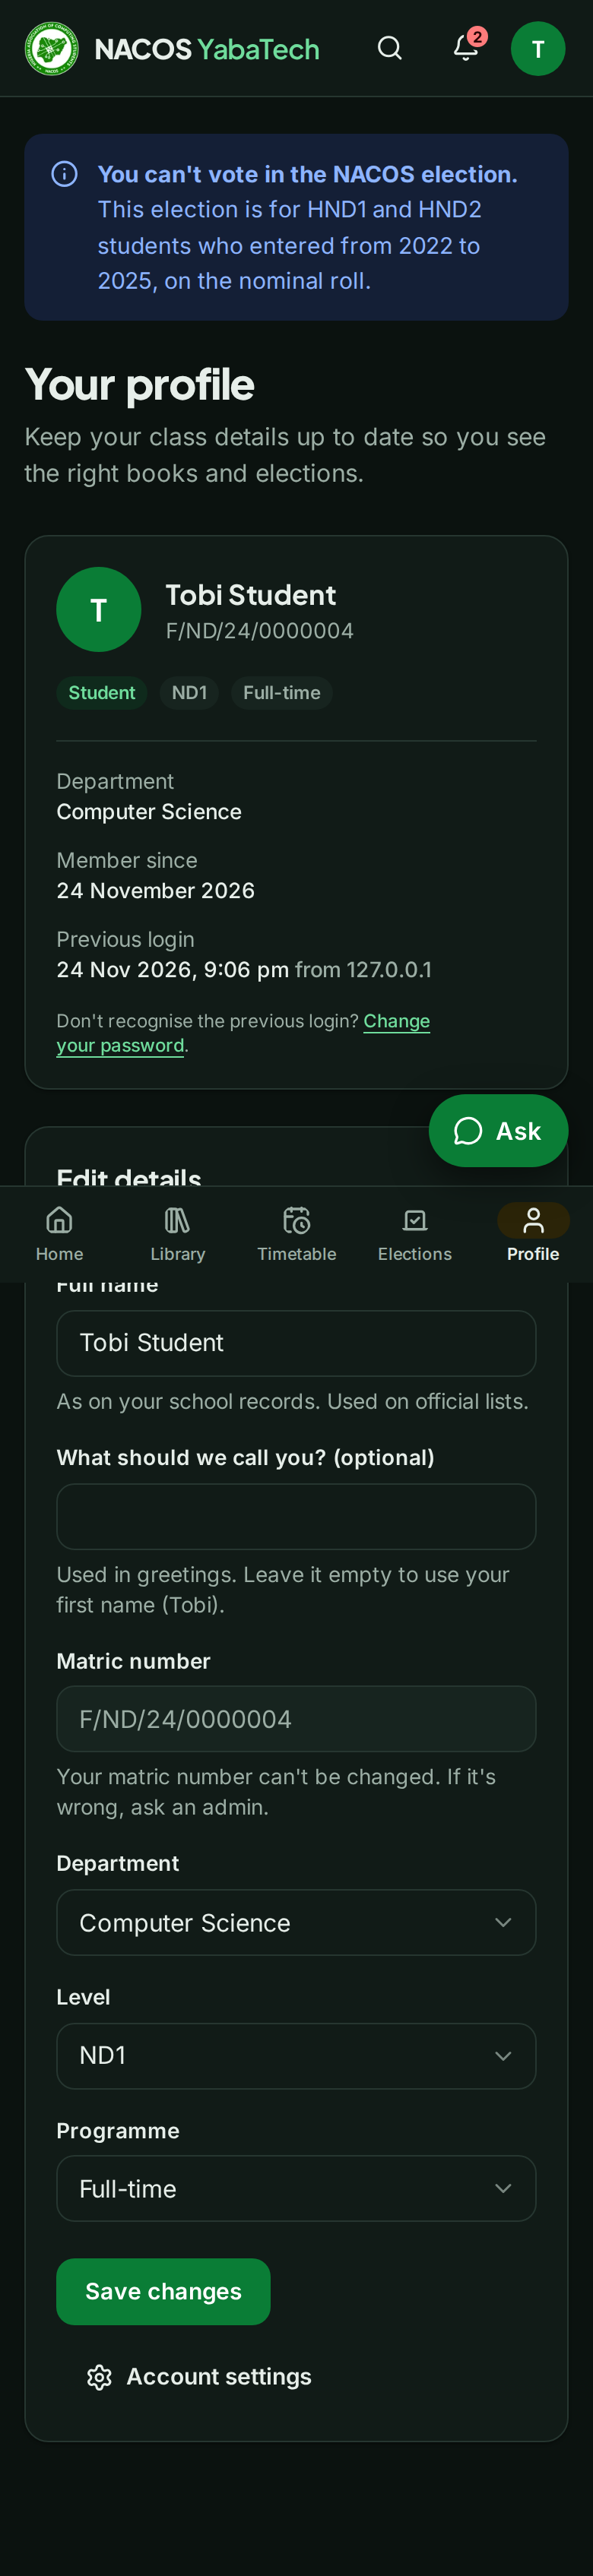 NACOS YabaTech
2
T
You can't vote in the NACOS election.
This election is for HND1 and HND2
students who entered from 2022 to
2025, on the nominal roll.
Your profile
Keep your class details up to date so you see
the right books and elections.
T
Tobi Student
F/ND/24/0000004
Student ND1 Full-time
Department
Computer Science
Member since
24 November 2026
Previous login
24 Nov 2026, 9:06 pm from 127.0.0.1
Don't recognise the previous login? Change
your password.
Ask
Edit details
Home Library Timetable Elections Profile
Full name
Tobi Student
As on your school records. Used on official lists.
What should we call you? (optional)
Used in greetings. Leave it empty to use your
first name (Tobi).
Matric number
F/ND/24/0000004
Your matric number can't be changed. If it's
wrong, ask an admin.
Department
Computer Science
Level
ND1
Programme
Full-time
Save changes
Account settings